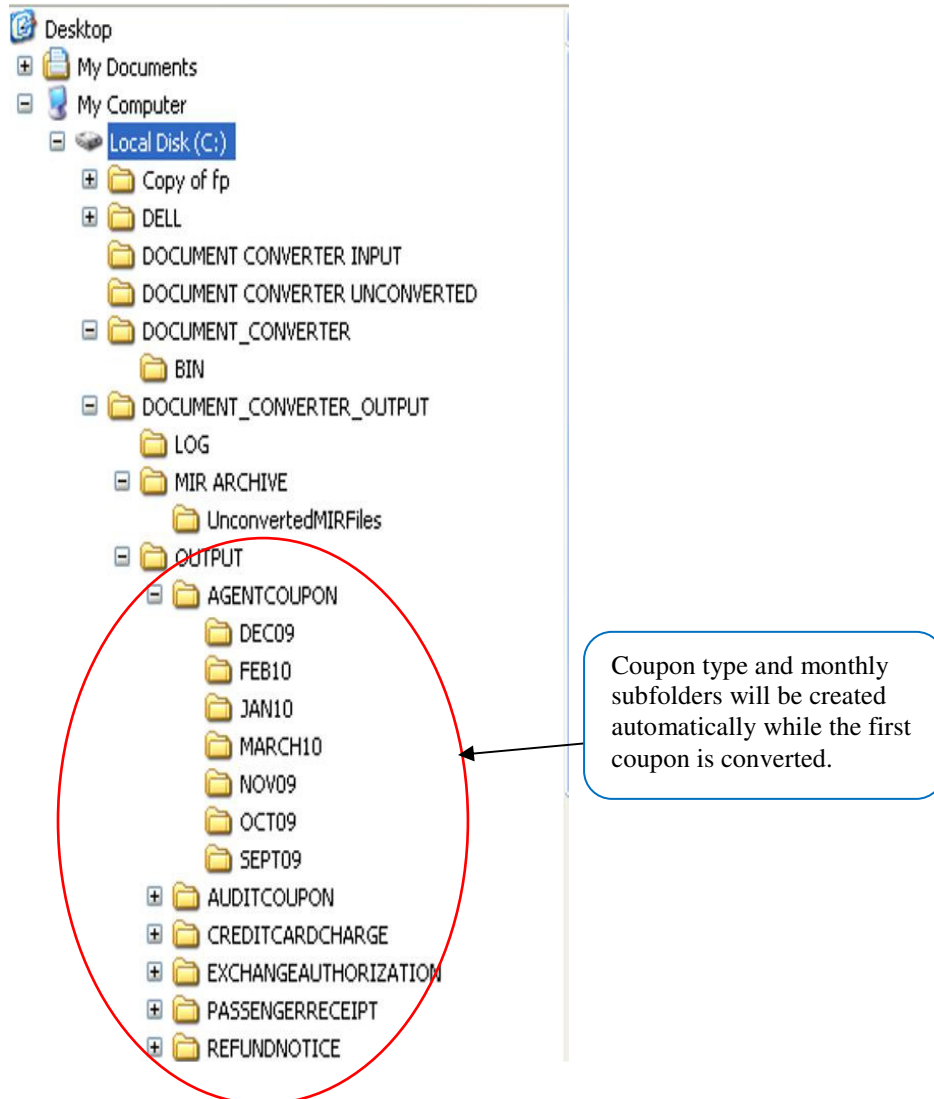 Desktop
My Documents
My Computer
Local Disk (C:)
Copy of fp
DELL
DOCUMENT CONVERTER INPUT
DOCUMENT CONVERTER UNCONVERTED
DOCUMENT_CONVERTER
BIN
DOCUMENT_CONVERTER_OUTPUT
LOG
MIR ARCHIVE
UnconvertedMIRFiles
OUTPUT
AGENTCOUPON
DEC09
FEB10
JAN10
MARCH10
NOV09
OCT09
SEPT09
AUDITCOUPON
CREDITCARDCHARGE
EXCHANGEAUTHORIZATION
PASSENGERRECEIPT
REFUNDNOTICE
Coupon type and monthly
subfolders will be created
automatically while the first
coupon is converted.